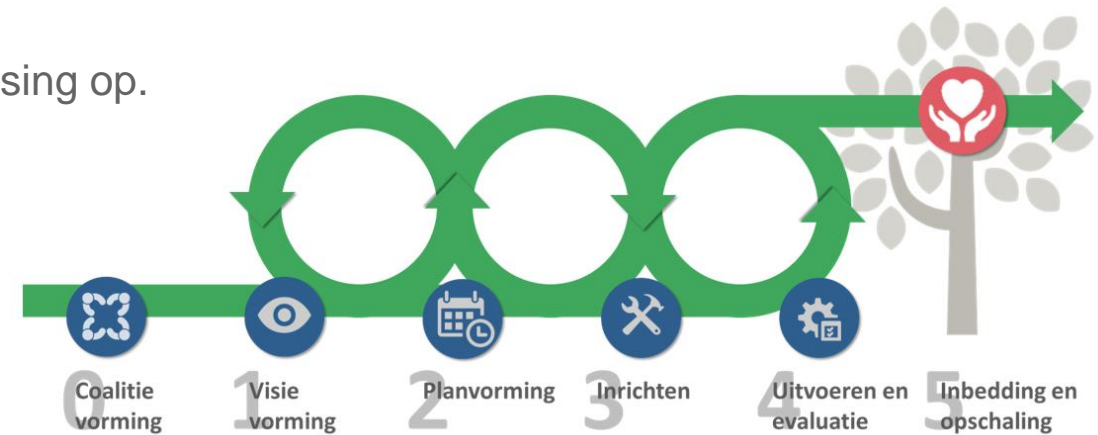 sing op.
0 Coalitie vorming
1 Visie vorming
2 Planvorming
3 Inrichten
4 Uitvoeren en evaluatie
5 Inbedding en opschaling